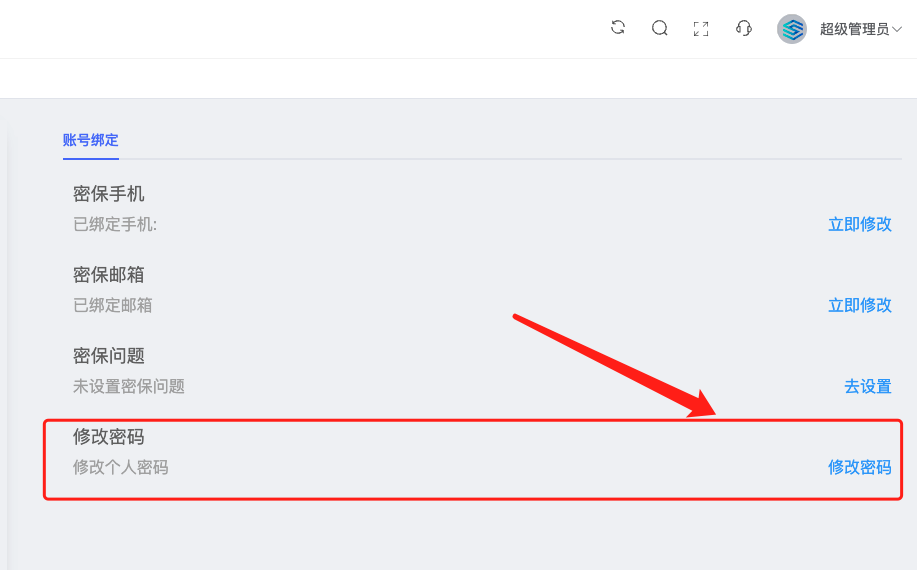 超级管理员
账号绑定
密保手机
已绑定手机:
立即修改
密保邮箱
已绑定邮箱
立即修改
密保问题
未设置密保问题
去设置
修改密码
修改个人密码
修改密码